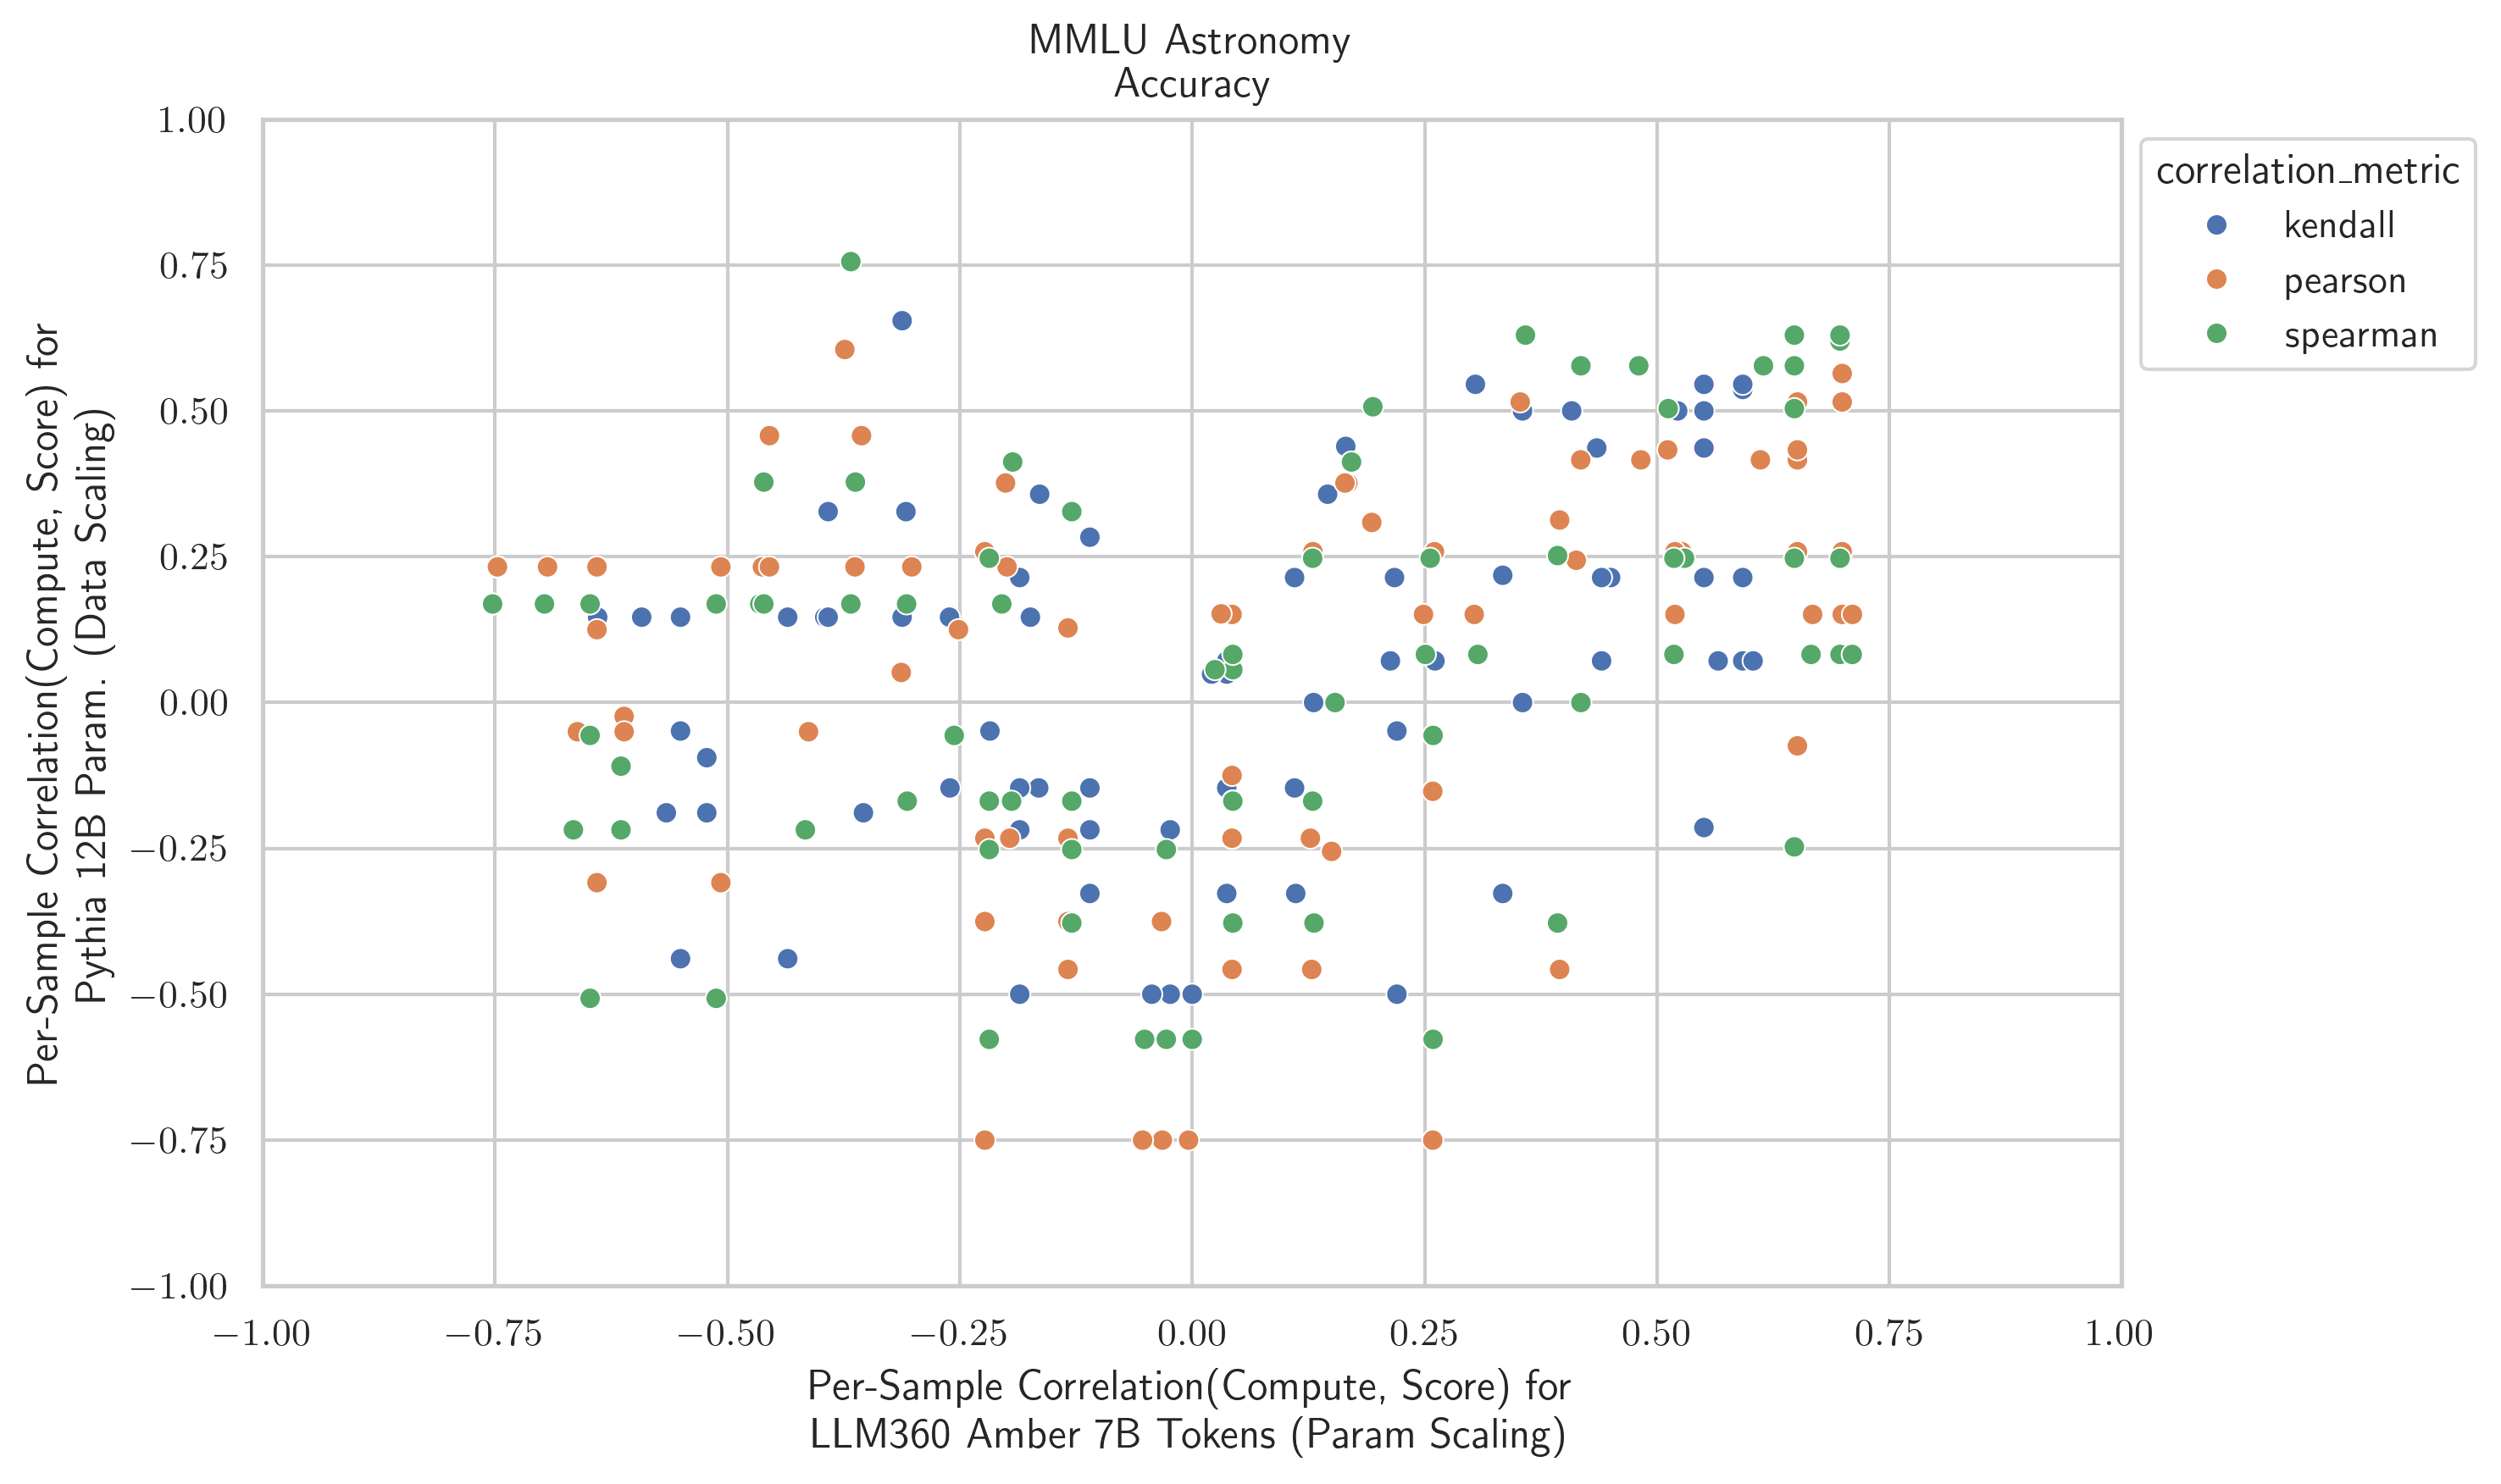 MMLU Astronomy
Accuracy
Per-Sample Correlation(Compute, Score) for
Pythia 12B Param. (Data Scaling)
1.00
0.75
0.50
0.25
0.00
−0.25
−0.50
−0.75
−1.00
−1.00
−0.75
−0.50
−0.25
0.00
0.25
0.50
0.75
1.00
Per-Sample Correlation(Compute, Score) for
LLM360 Amber 7B Tokens (Param Scaling)
correlation_metric
kendall
pearson
spearman